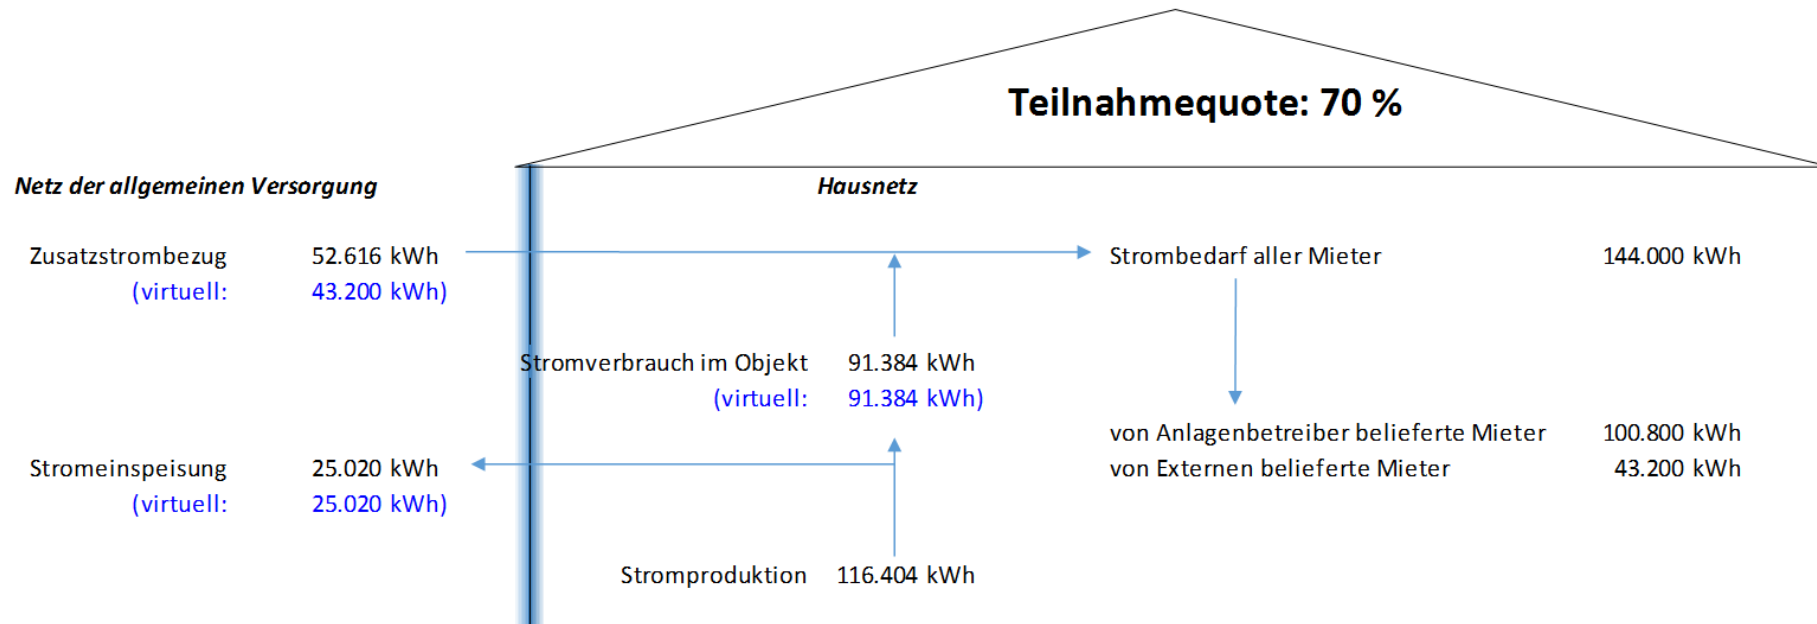 Teilnahmequote: 70 %
Netz der allgemeinen Versorgung Hausnetz
Zusatzstrombezug 52.616 kWh Strombedarf aller Mieter 144.000 kWh
(virtuell: 43.200 kWh)
Stromverbrauch im Objekt 91.384 kWh
(virtuell: 91.384 kWh)
von Anlagenbetreiber belieferte Mieter 100.800 kWh
Stromeinspeisung 25.020 kWh von Externen belieferte Mieter 43.200 kWh
(virtuell: 25.020 kWh)
Stromproduktion 116.404 kWh